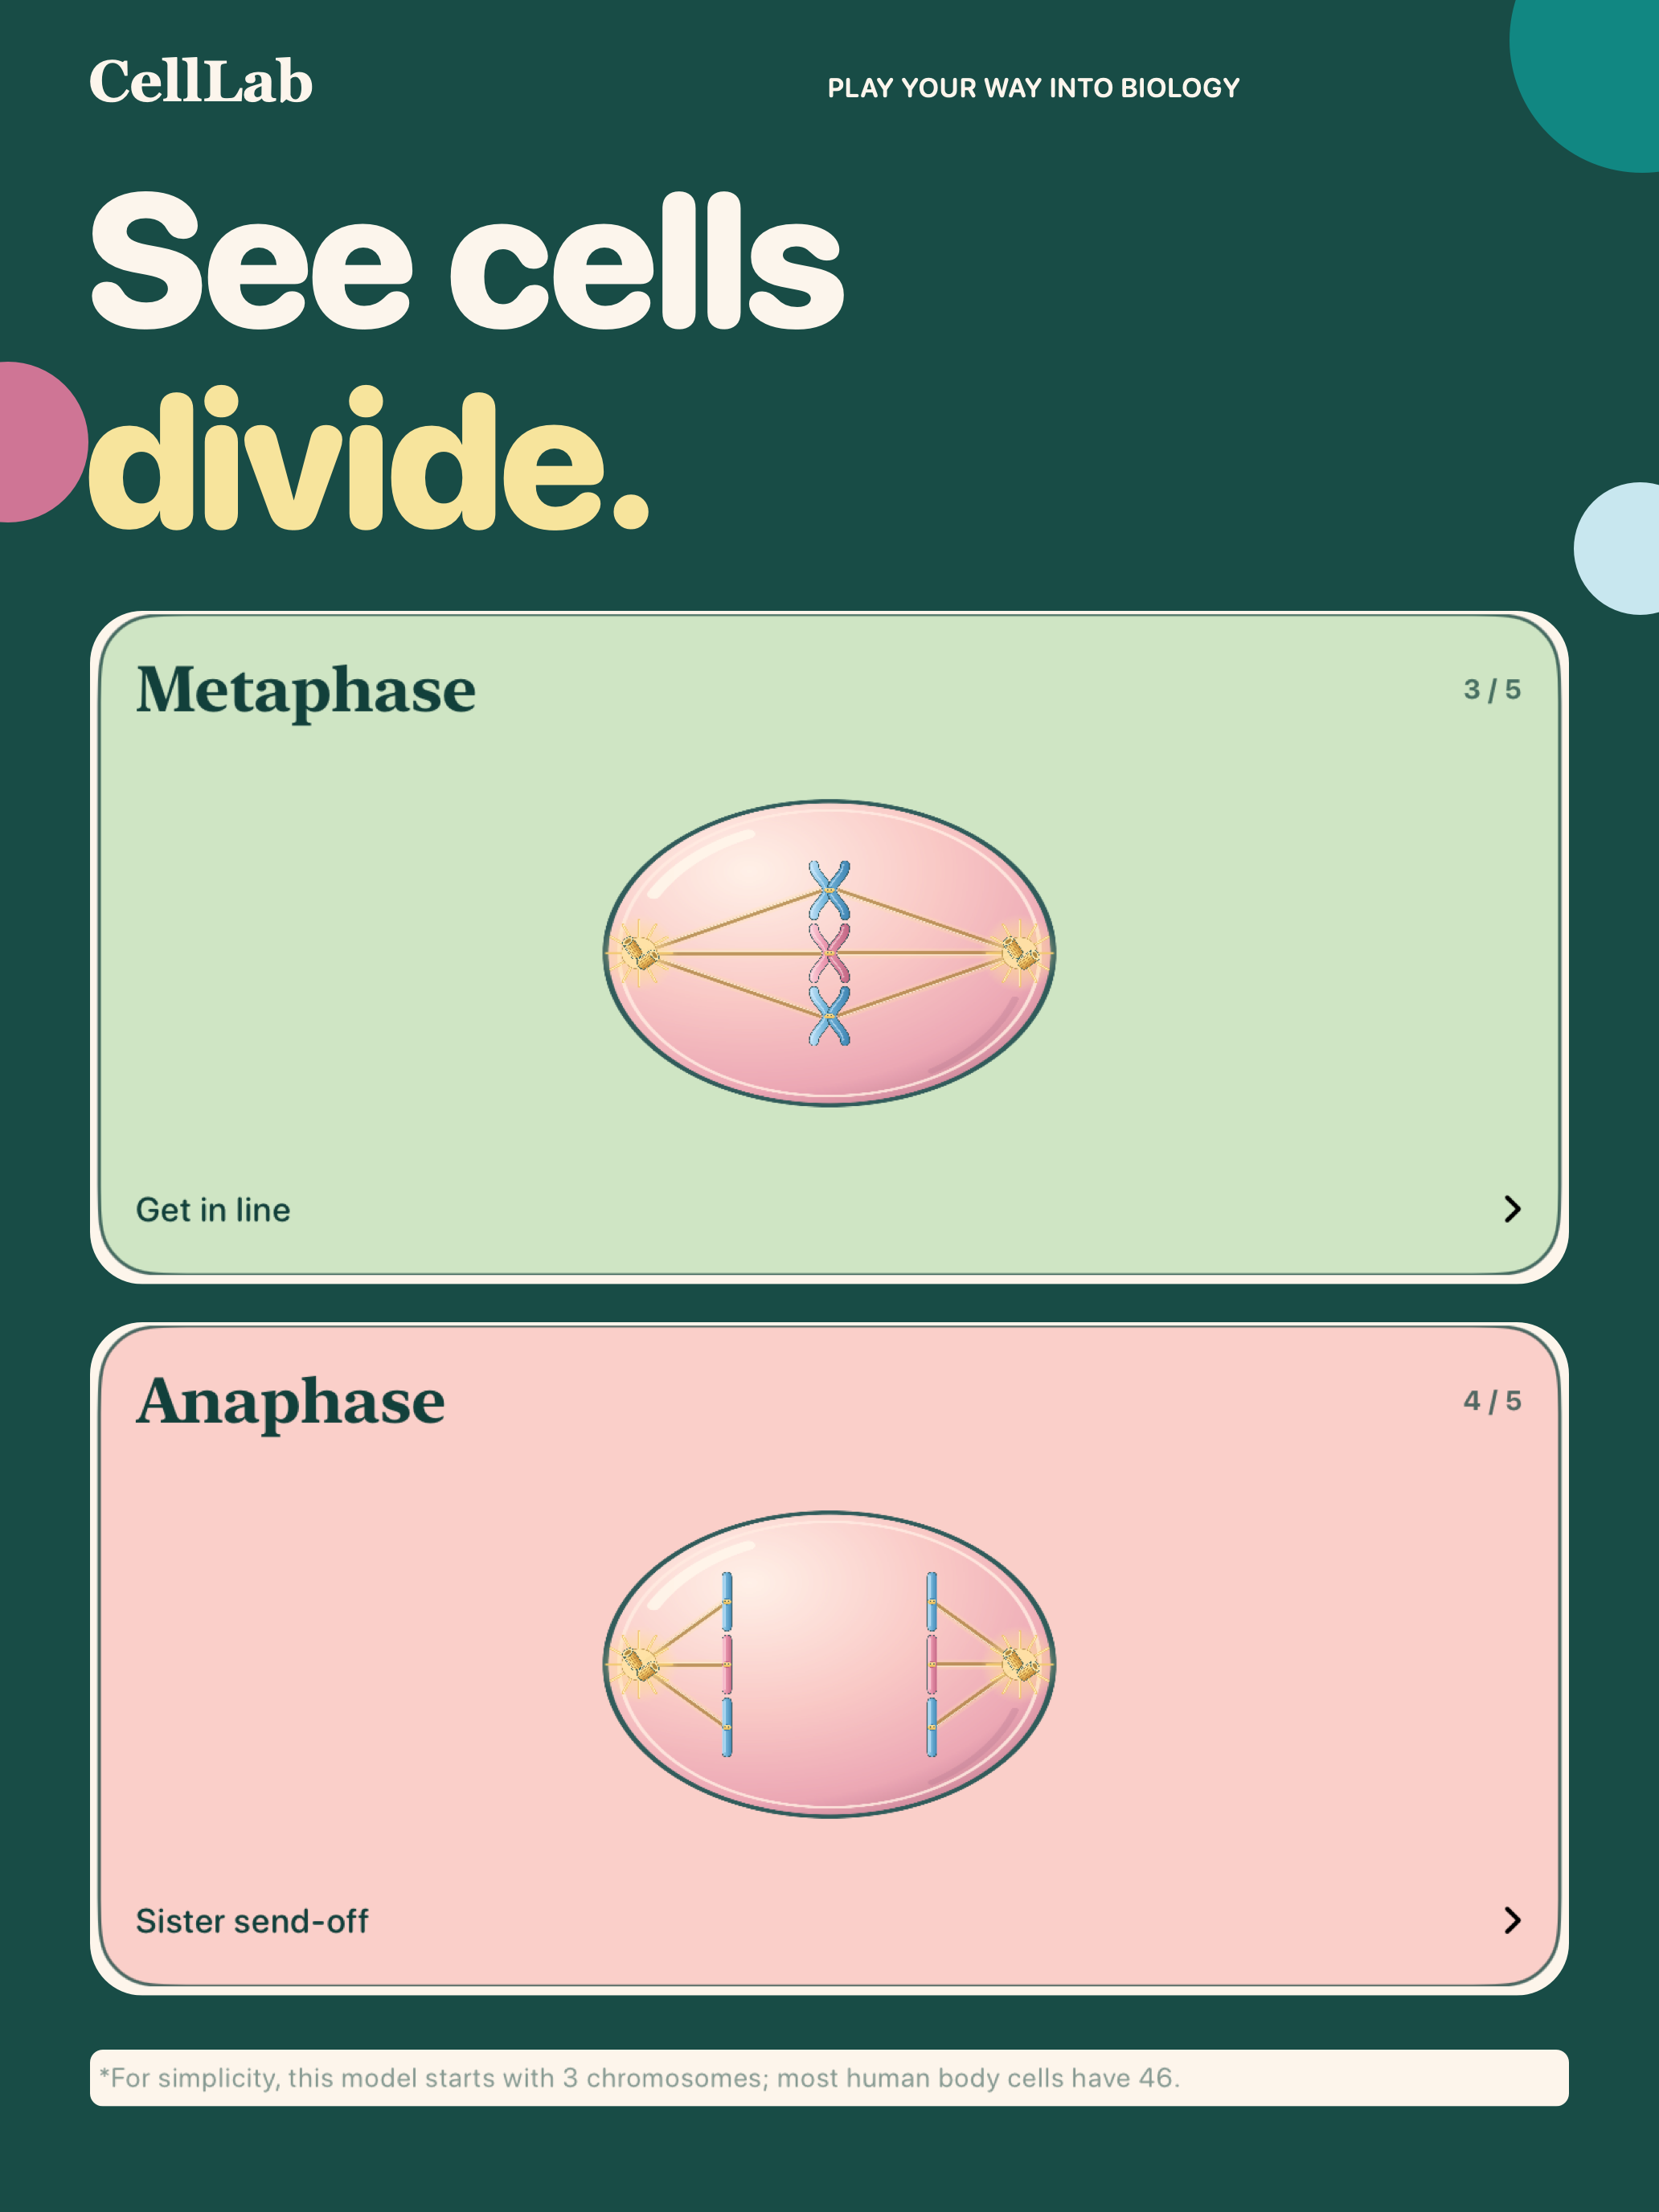 CellLab
PLAY YOUR WAY INTO BIOLOGY
See cells
divide.
Metaphase
3 / 5
Get in line
Anaphase
4 / 5
Sister send-off
*For simplicity, this model starts with 3 chromosomes; most human body cells have 46.